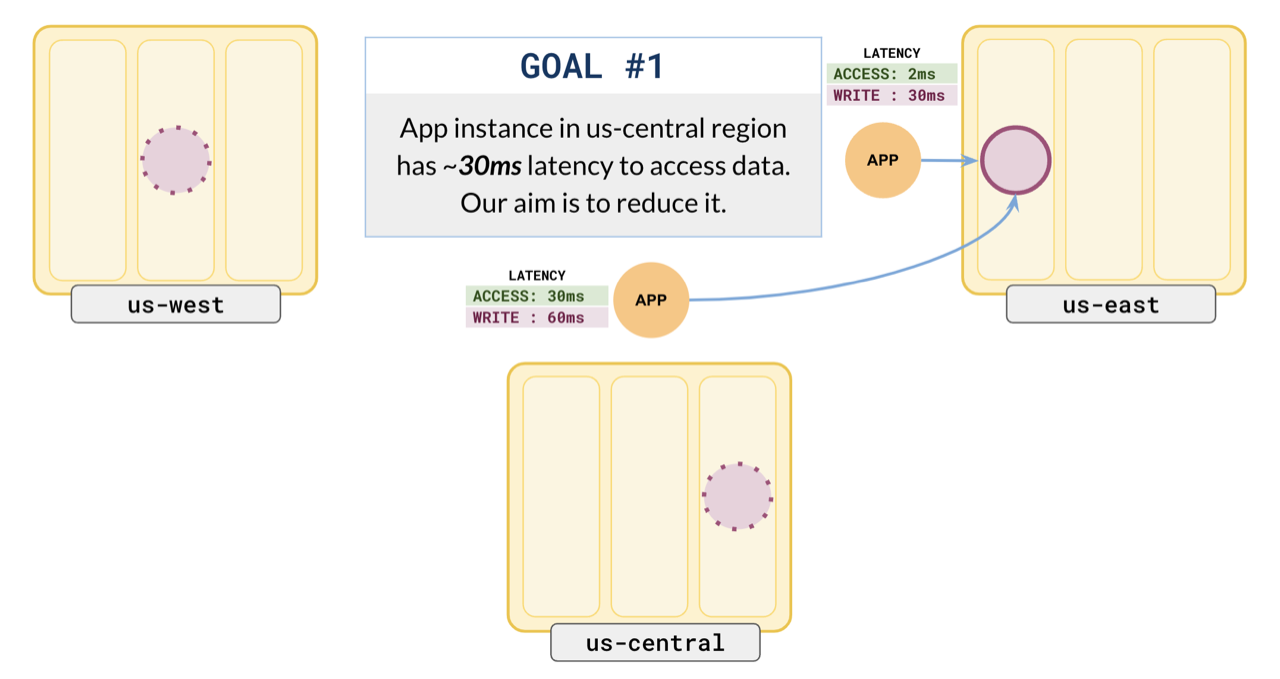 GOAL #1
App instance in us-central region
has ~30ms latency to access data.
Our aim is to reduce it.
LATENCY
ACCESS: 2ms
WRITE : 30ms
APP
LATENCY
ACCESS: 30ms
WRITE : 60ms
APP
us-west
us-east
us-central